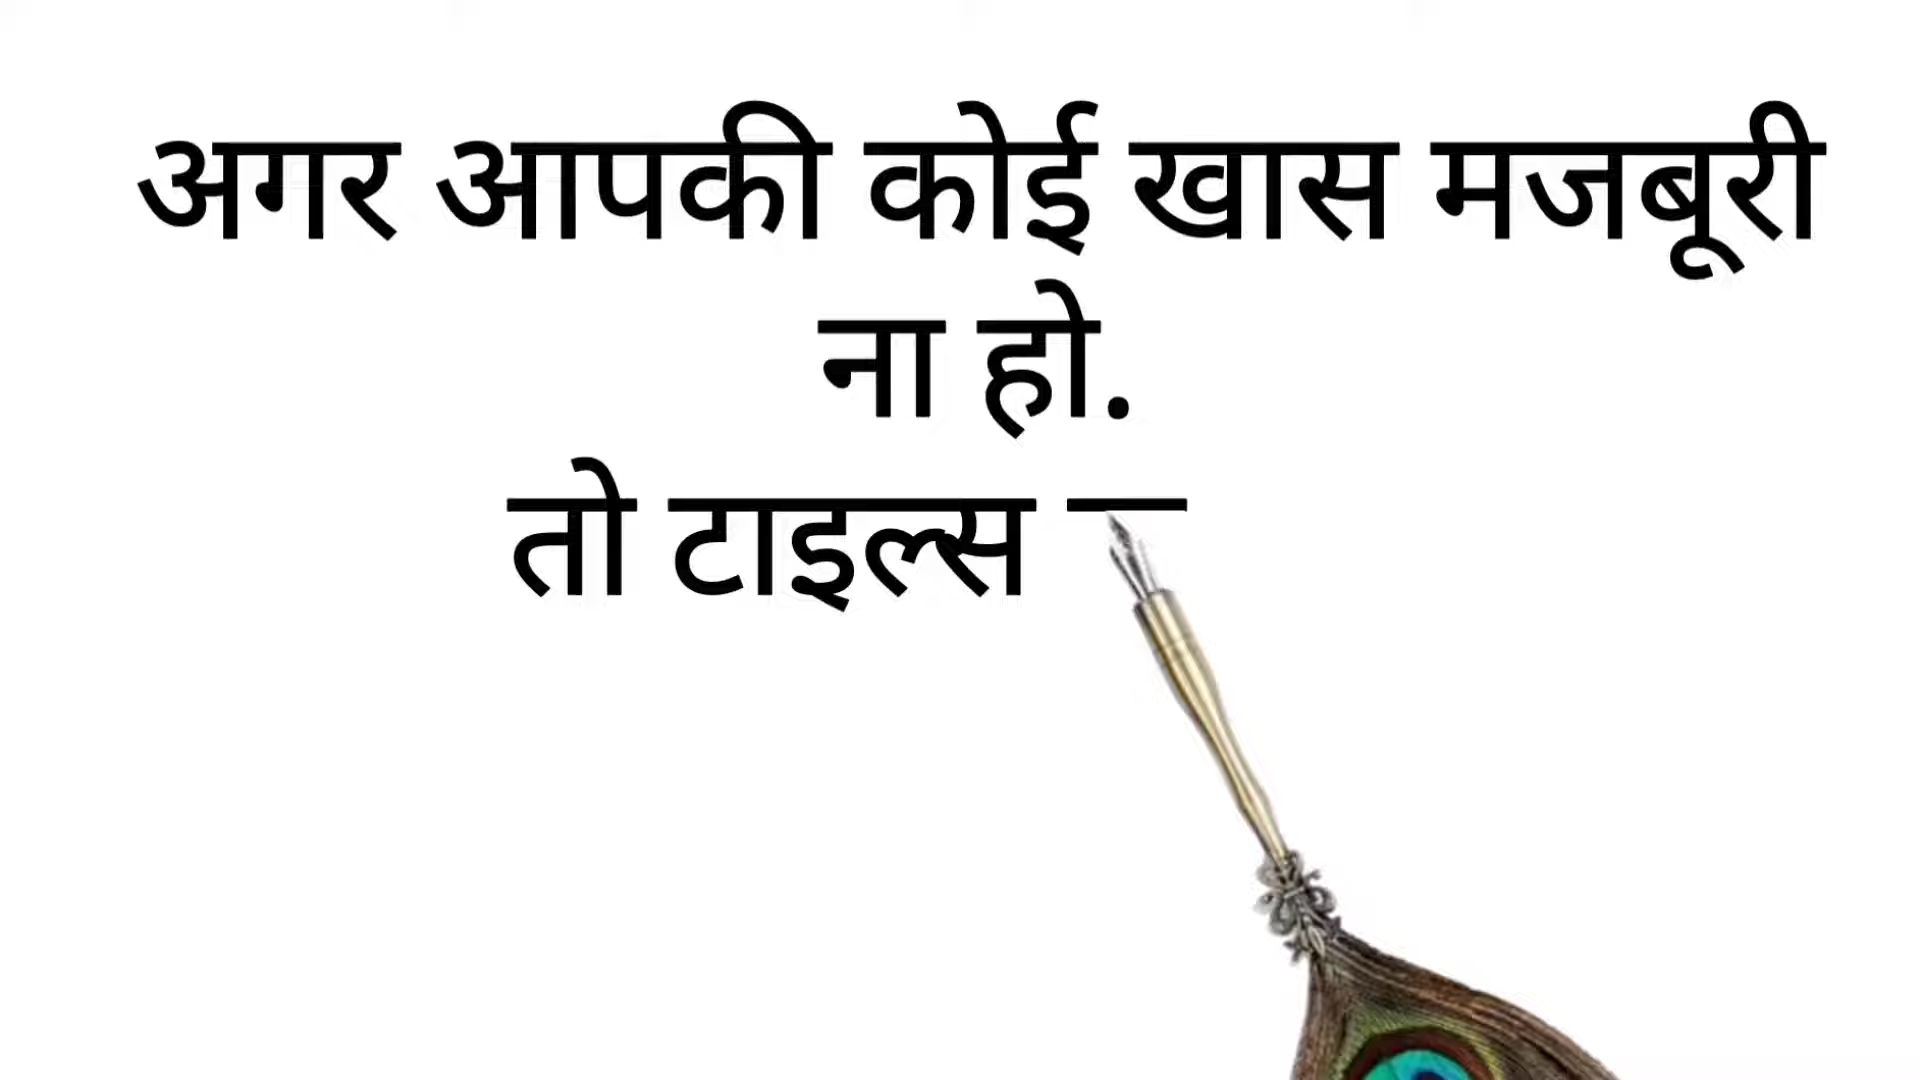 अगर आपकी कोई खास मजबूरी
ना हो.
तो टाइल्स